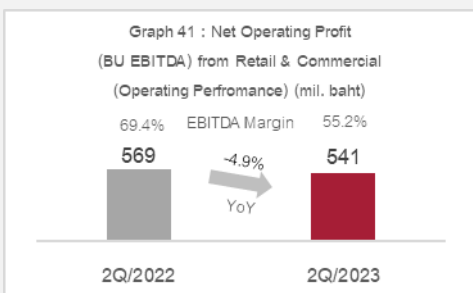 Graph 41 : Net Operating Profit
(BU EBITDA) from Retail & Commercial
(Operating Perfromance) (mil. baht)
69.4% EBITDA Margin 55.2%
569 -4.9% 541
YoY
2Q/2022 2Q/2023